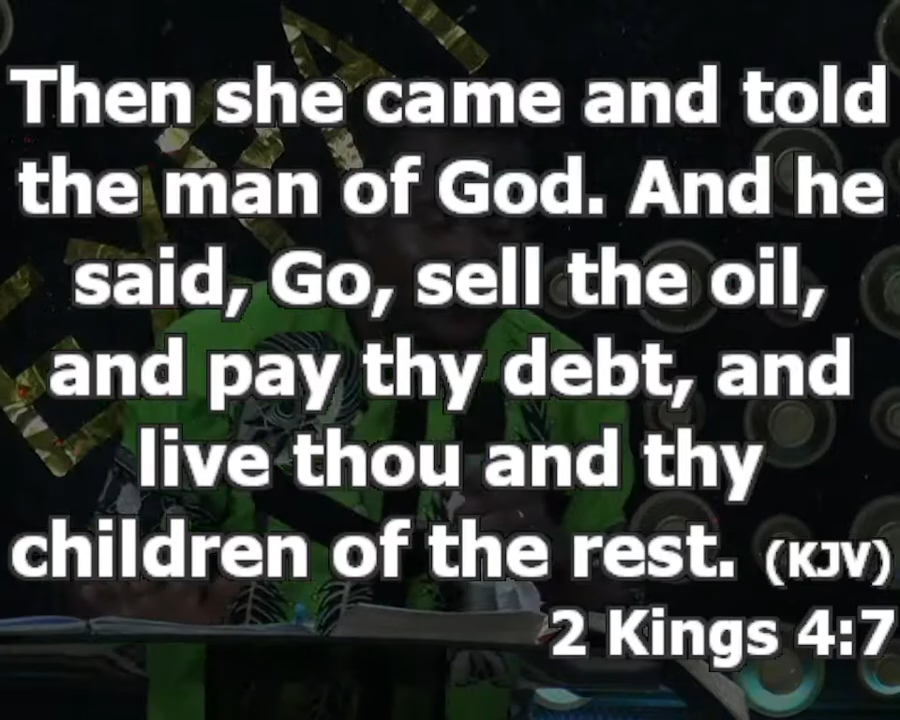 Then she came and told
the man of God. And he
said, Go, sell the oil,
and pay thy debt, and
live thou and thy
children of the rest. (KJV)
2 Kings 4:7